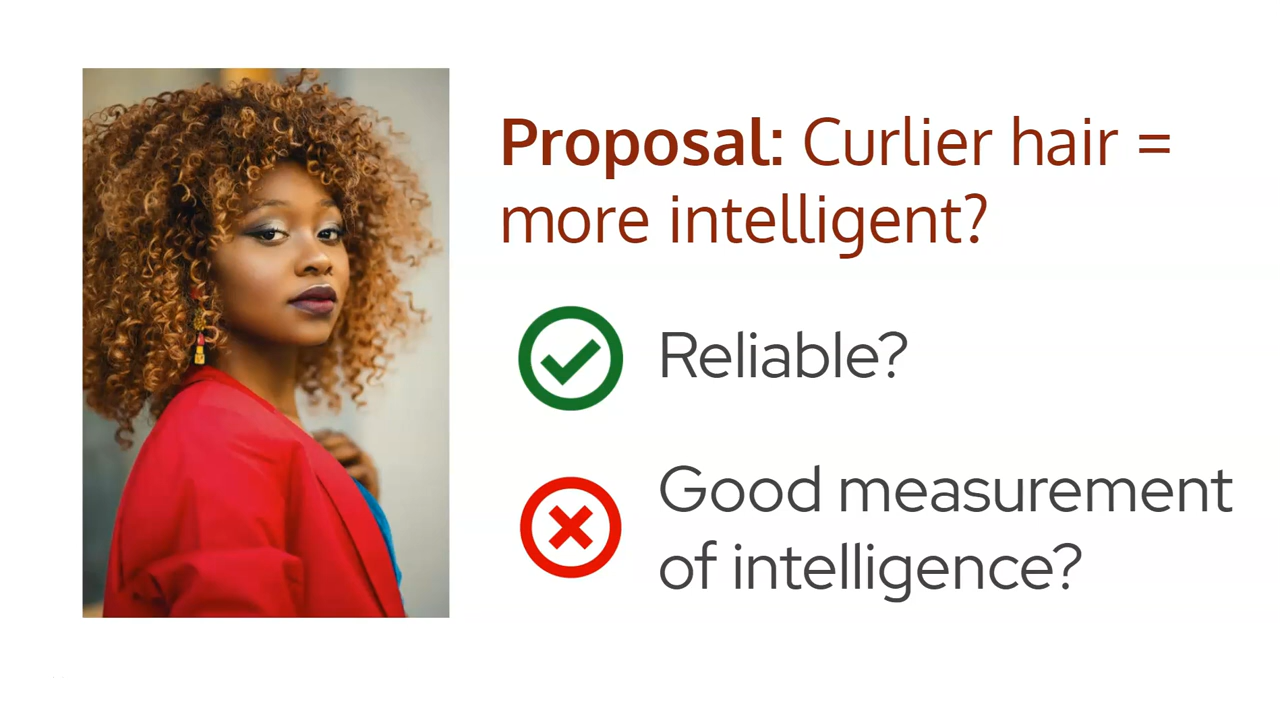 Proposal: Curlier hair =
more intelligent?
Reliable?
Good measurement
of intelligence?